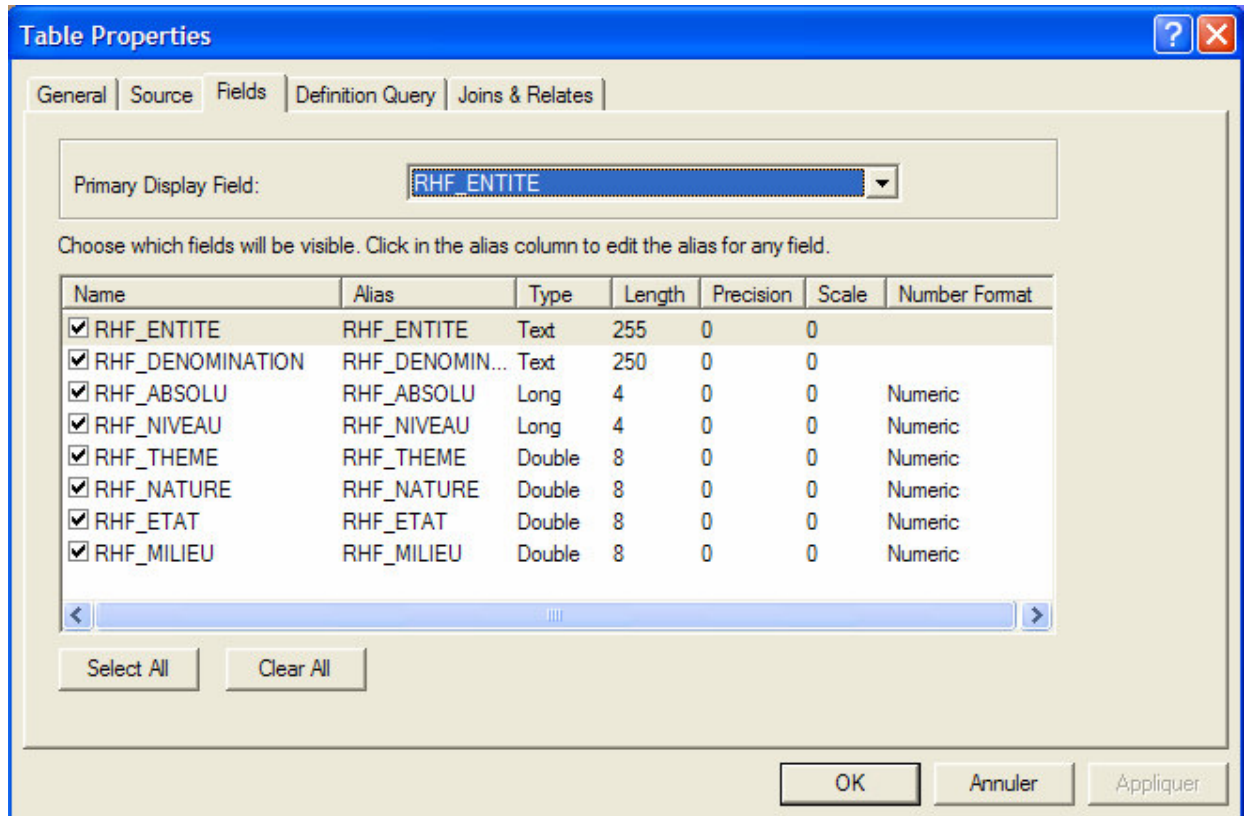 Table Properties
General Source Fields Definition Query Joins & Relates
Primary Display Field: RHF_ENTITE
Choose which fields will be visible. Click in the alias column to edit the alias for any field.
Name Alias Type Length Precision Scale Number Format
RHF_ENTITE RHF_ENTITE Text 255 0 0
RHF_DENOMINATION RHF_DENOMIN... Text 250 0 0
RHF_ABSOLU RHF_ABSOLU Long 4 0 0 Numeric
RHF_NIVEAU RHF_NIVEAU Long 4 0 0 Numeric
RHF_THEME RHF_THEME Double 8 0 0 Numeric
RHF_NATURE RHF_NATURE Double 8 0 0 Numeric
RHF_ETAT RHF_ETAT Double 8 0 0 Numeric
RHF_MILIEU RHF_MILIEU Double 8 0 0 Numeric
Select All Clear All
OK Annuler Appliquer